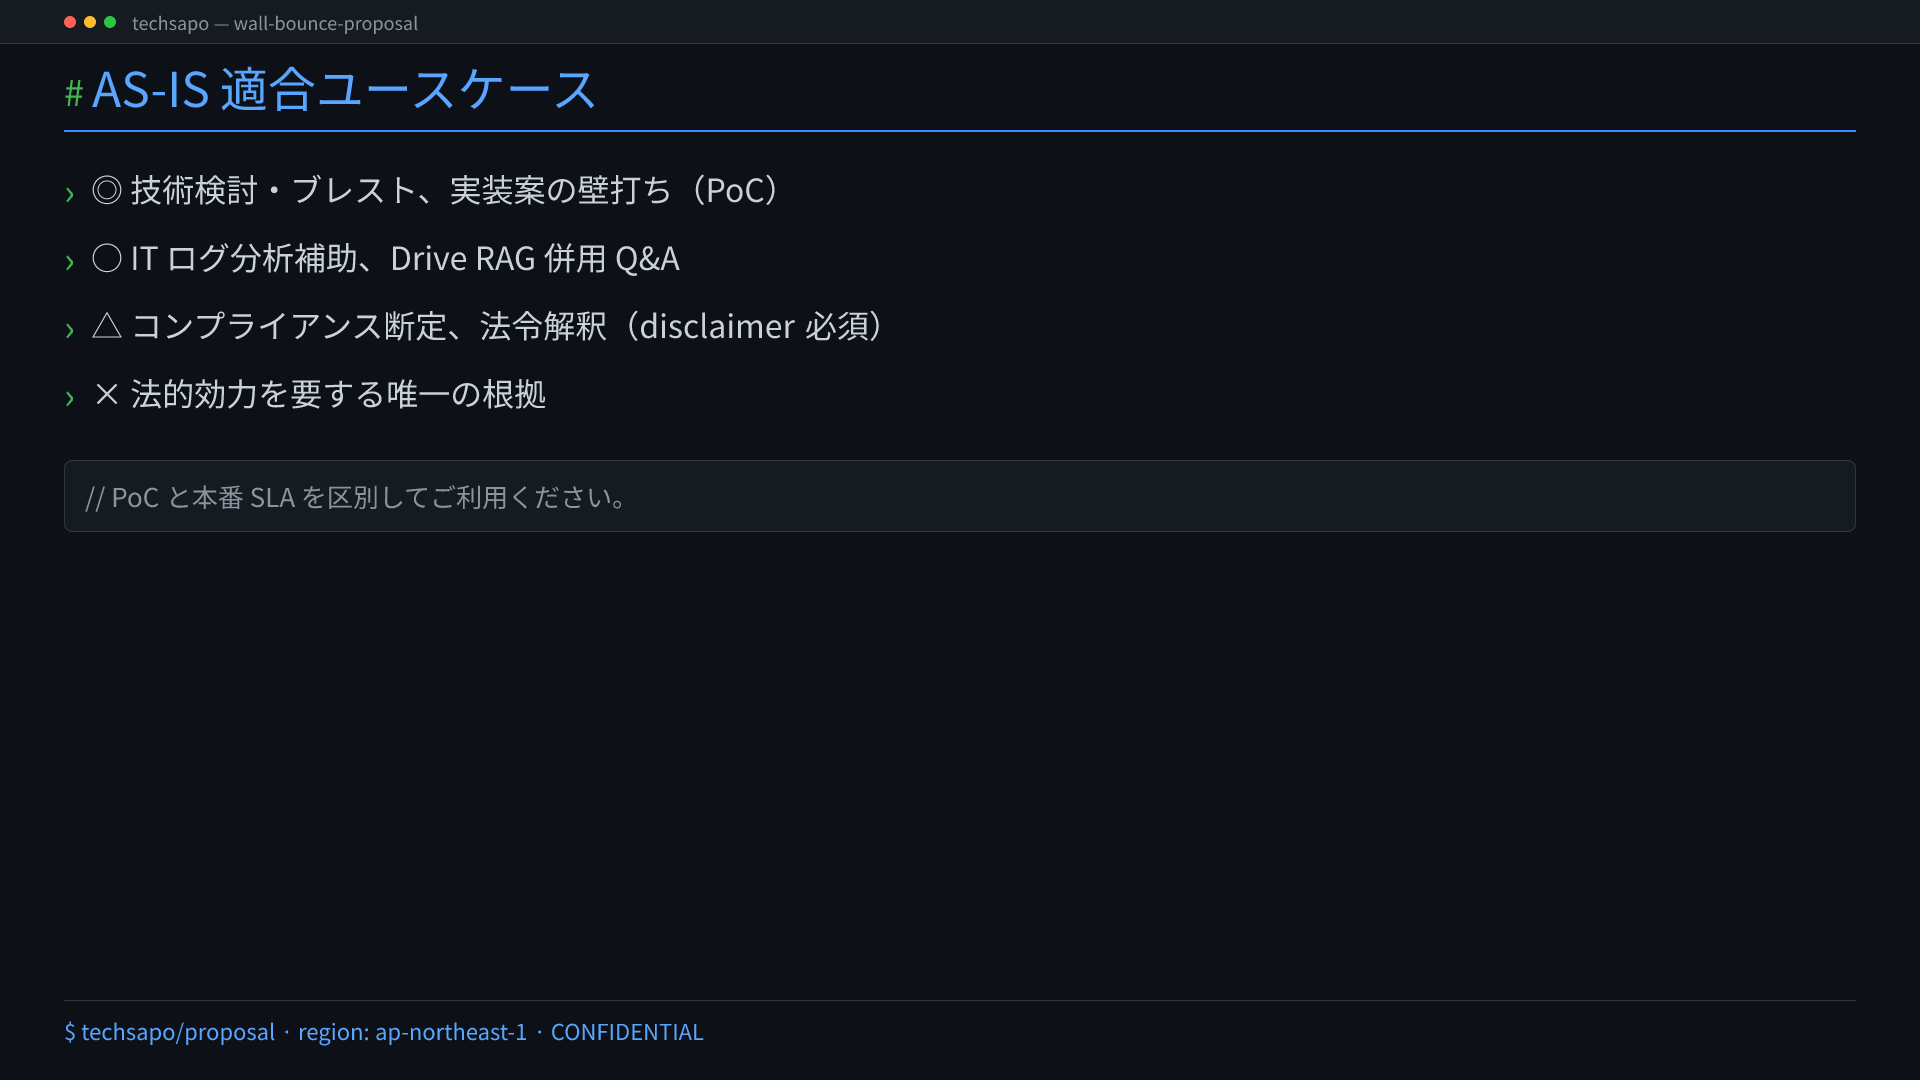 techsapo — wall-bounce-proposal
# AS-IS 適合ユースケース
› ◎ 技術検討・ブレスト、実装案の壁打ち（PoC）
› ○ IT ログ分析補助、Drive RAG 併用 Q&A
› △ コンプライアンス断定、法令解釈（disclaimer 必須）
› × 法的効力を要する唯一の根拠
// PoC と本番 SLA を区別してご利用ください。
$ techsapo/proposal · region: ap-northeast-1 · CONFIDENTIAL